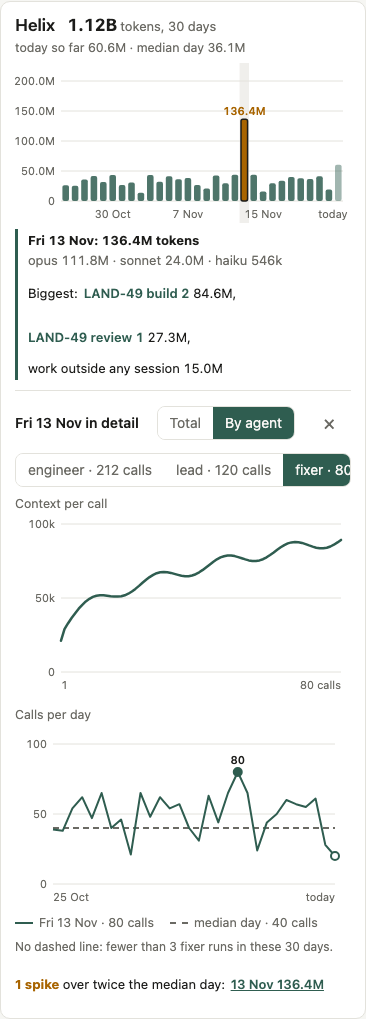 Helix 1.12B tokens, 30 days
today so far 60.6M · median day 36.1M
200.0M
150.0M
136.4M
100.0M
50.0M
0
30 Oct 7 Nov 15 Nov today
Fri 13 Nov: 136.4M tokens
opus 111.8M · sonnet 24.0M · haiku 546k
Biggest: LAND-49 build 2 84.6M,
LAND-49 review 1 27.3M,
work outside any session 15.0M
Fri 13 Nov in detail Total By agent ×
engineer · 212 calls lead · 120 calls fixer · 80
Context per call
100k
50k
0
1 80 calls
Calls per day
100
80
50
0
25 Oct today
Fri 13 Nov · 80 calls median day · 40 calls
No dashed line: fewer than 3 fixer runs in these 30 days.
1 spike over twice the median day: 13 Nov 136.4M